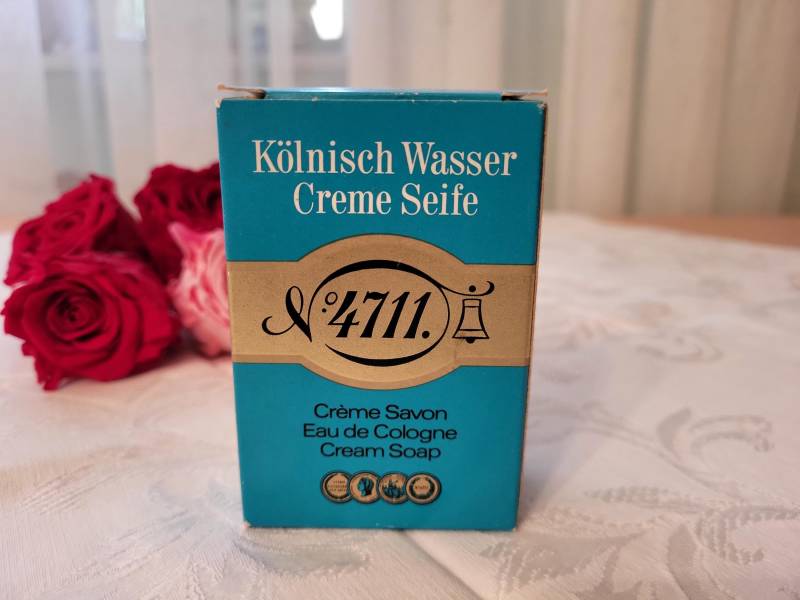 Kölnisch Wasser
Creme Seife
Nº 4711.
Crème Savon
Eau de Cologne
Cream Soap